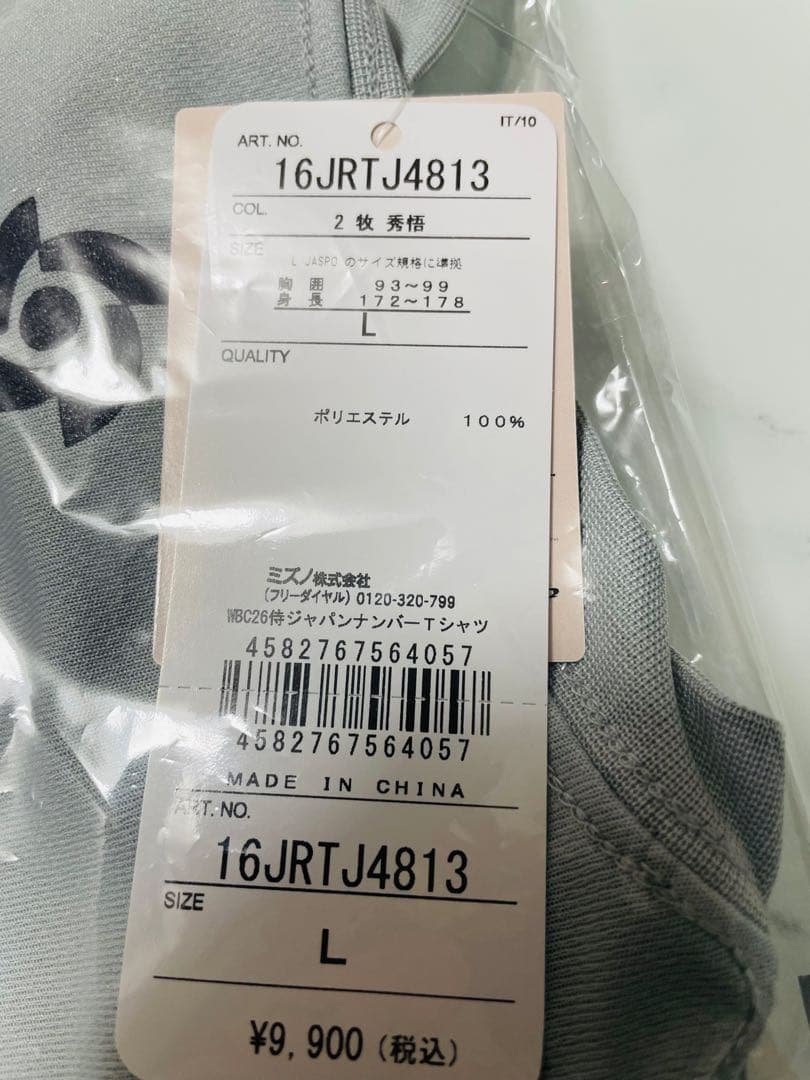 IT/10
ART. NO.
16JRTJ4813
COL.
2 牧 秀悟
SIZE
L JASPO のサイズ規格に準拠
胸 囲 93~99
身 長 172~178
L
QUALITY
ポリエステル 100%
ミズノ株式会社
(フリーダイヤル) 0120-320-799
WBC26侍ジャパンナンバーTシャツ
4582767564057
4582767564057
MADE IN CHINA
ART. NO.
16JRTJ4813
SIZE
L
¥9,900 (税込)